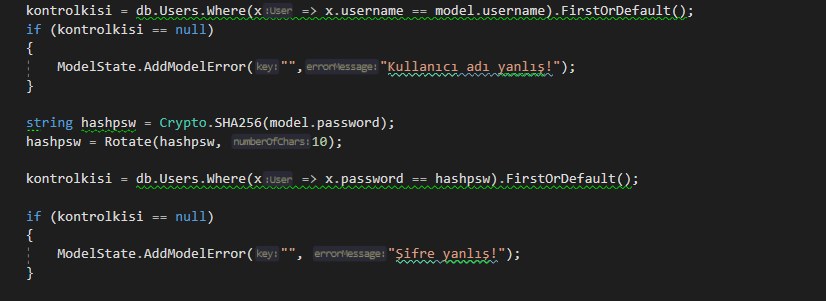 kontrolkisi = db.Users.Where(x:User => x.username == model.username).FirstOrDefault();
if (kontrolkisi == null)
{
ModelState.AddModelError(key:"",errorMessage:"Kullanıcı adı yanlış!");
}
string hashpsw = Crypto.SHA256(model.password);
hashpsw = Rotate(hashpsw, numberOfChars:10);
kontrolkisi = db.Users.Where(x:User => x.password == hashpsw).FirstOrDefault();
if (kontrolkisi == null)
{
ModelState.AddModelError(key:"", errorMessage:"Şifre yanlış!");
}